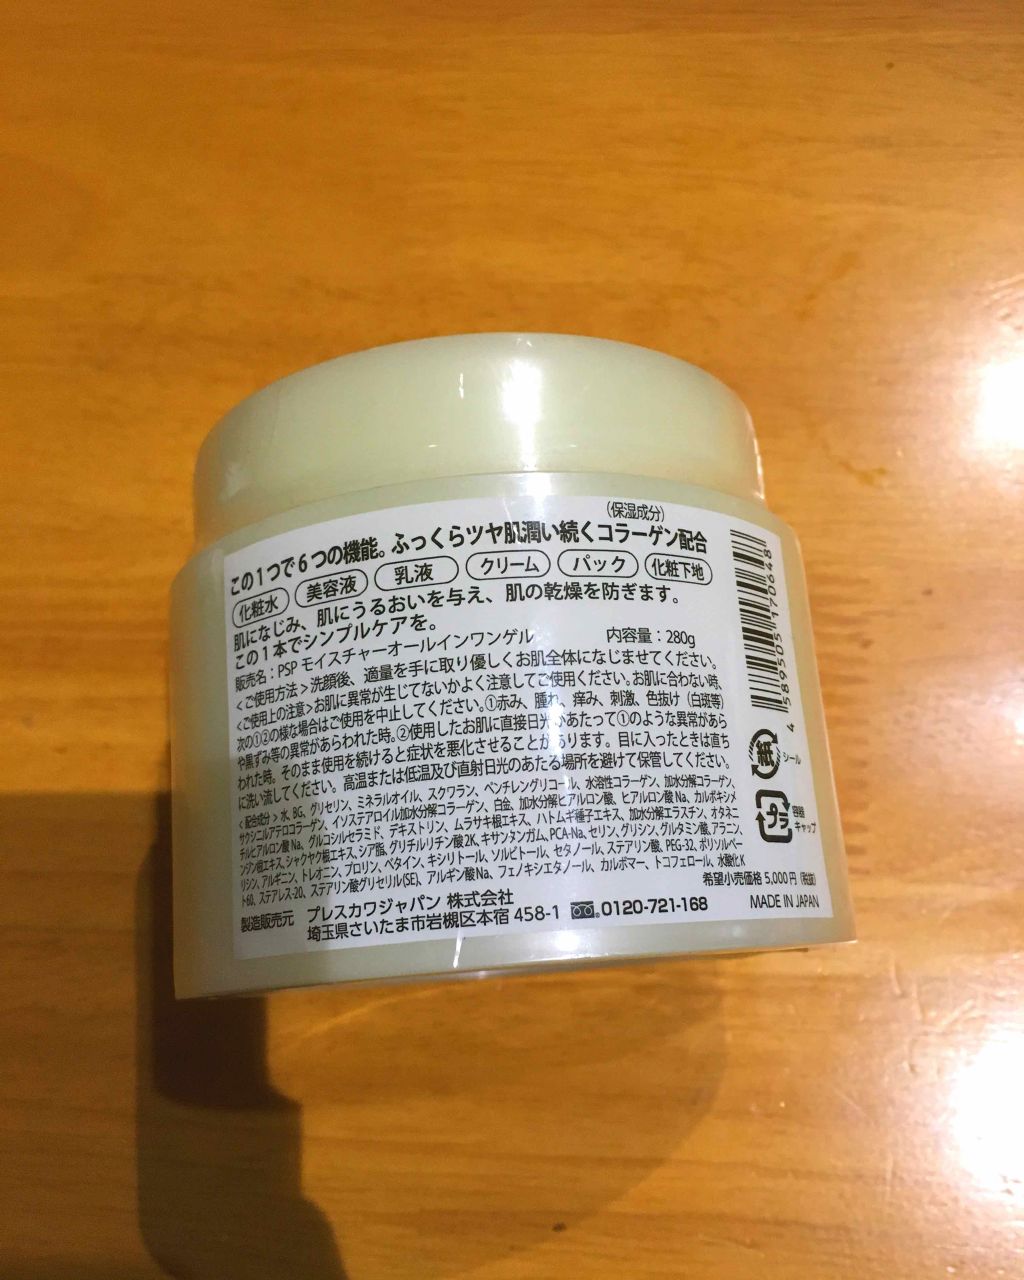 (保湿成分)
この1つで6つの機能。ふっくらツヤ肌潤い続くコラーゲン配合
化粧水 美容液 乳液 クリーム パック 化粧下地
肌になじみ、肌にうるおいを与え、肌の乾燥を防ぎます。
この1本でシンプルケアを。
販売名：PSP モイスチャーオールインワンゲル 内容量：280g
<ご使用方法>洗顔後、適量を手に取り優しくお肌全体になじませてください。
<ご使用上の注意>お肌に異常が生じてないかよく注意してご使用ください。お肌に合わない時、
次の①②の様な場合はご使用を中止してください。①赤み、腫れ、痒み、刺激、色抜け(白斑等)
や黒ずみ等の異常があらわれた時。②使用したお肌に直接日光があたって①のような異常があら
われた時。そのまま使用を続けると症状を悪化させることがあります。目に入ったときは直ち
に洗い流してください。高温または低温及び直射日光のあたる場所を避けて保管してください。
<配合成分>水、BG、グリセリン、ミネラルオイル、スクワラン、ペンチレングリコール、水溶性コラーゲン、加水分解コラーゲン、
サクシニルアテロコラーゲン、イソステアロイル加水分解コラーゲン、白金、加水分解ヒアルロン酸、ヒアルロン酸Na、カルボキシメ
チルヒアルロン酸Na、グルコシルセラミド、デキストリン、ムラサキ根エキス、ハトムギ種子エキス、加水分解エラスチン、オタネニ
ンジン根エキス、シャクヤク根エキス、シア脂、グリチルリチン酸2K、キサンタンガム、PCA-Na、セリン、グリシン、グルタミン酸、アラニン、
リシン、アルギニン、トレオニン、プロリン、ベタイン、キシリトール、ソルビトール、セタノール、ステアリン酸、PEG-32、ポリソルベー
ト60、ステアレス-20、ステアリン酸グリセリル(SE)、アルギン酸Na、フェノキシエタノール、カルボマー、トコフェロール、水酸化K
希望小売価格 5,000円(税抜)
製造販売元 プレスカワジャパン 株式会社
埼玉県さいたま市岩槻区本宿 458-1 0120-721-168 MADE IN JAPAN
4 589505 170648
紙 シール
プラ 容器 キャップ